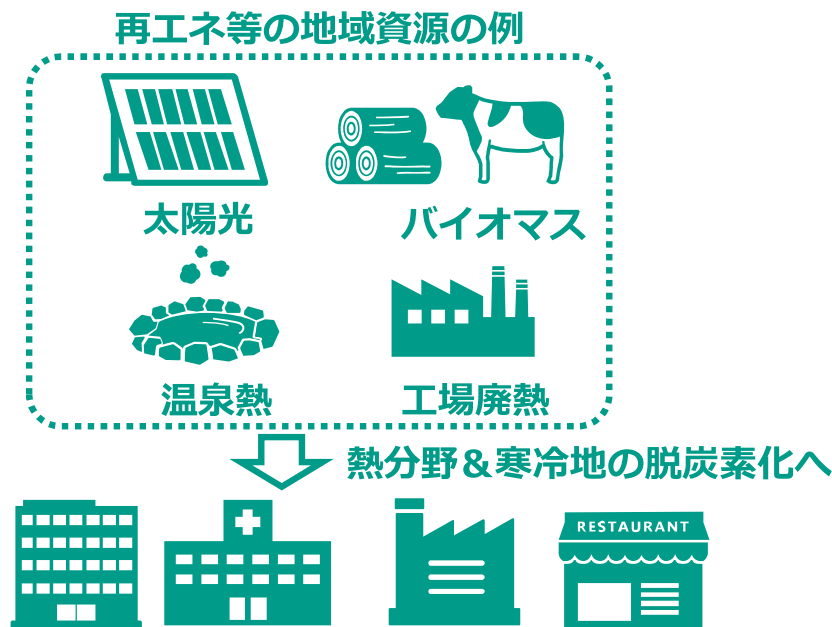 再エネ等の地域資源の例
太陽光
バイオマス
温泉熱
工場廃熱
熱分野＆寒冷地の脱炭素化へ
RESTAURANT